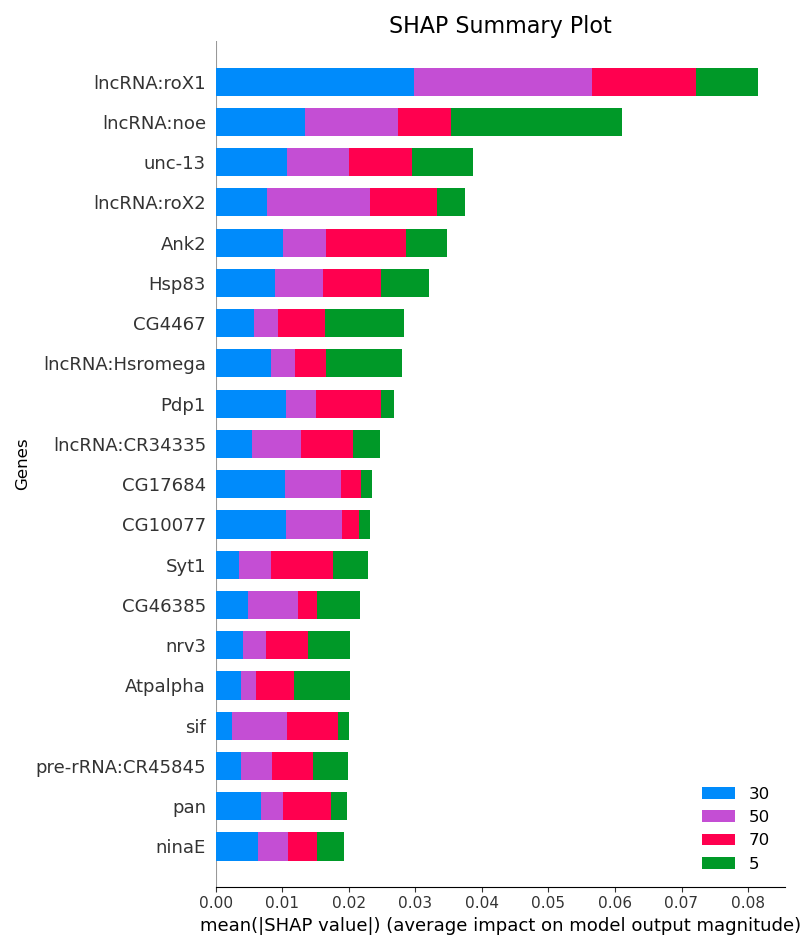 SHAP Summary Plot
Genes
lncRNA:roX1
lncRNA:noe
unc-13
lncRNA:roX2
Ank2
Hsp83
CG4467
lncRNA:Hsromega
Pdp1
lncRNA:CR34335
CG17684
CG10077
Syt1
CG46385
nrv3
Atpalpha
sif
pre-rRNA:CR45845
pan
ninaE
30
50
70
5
0.00 0.01 0.02 0.03 0.04 0.05 0.06 0.07 0.08
mean(|SHAP value|) (average impact on model output magnitude)